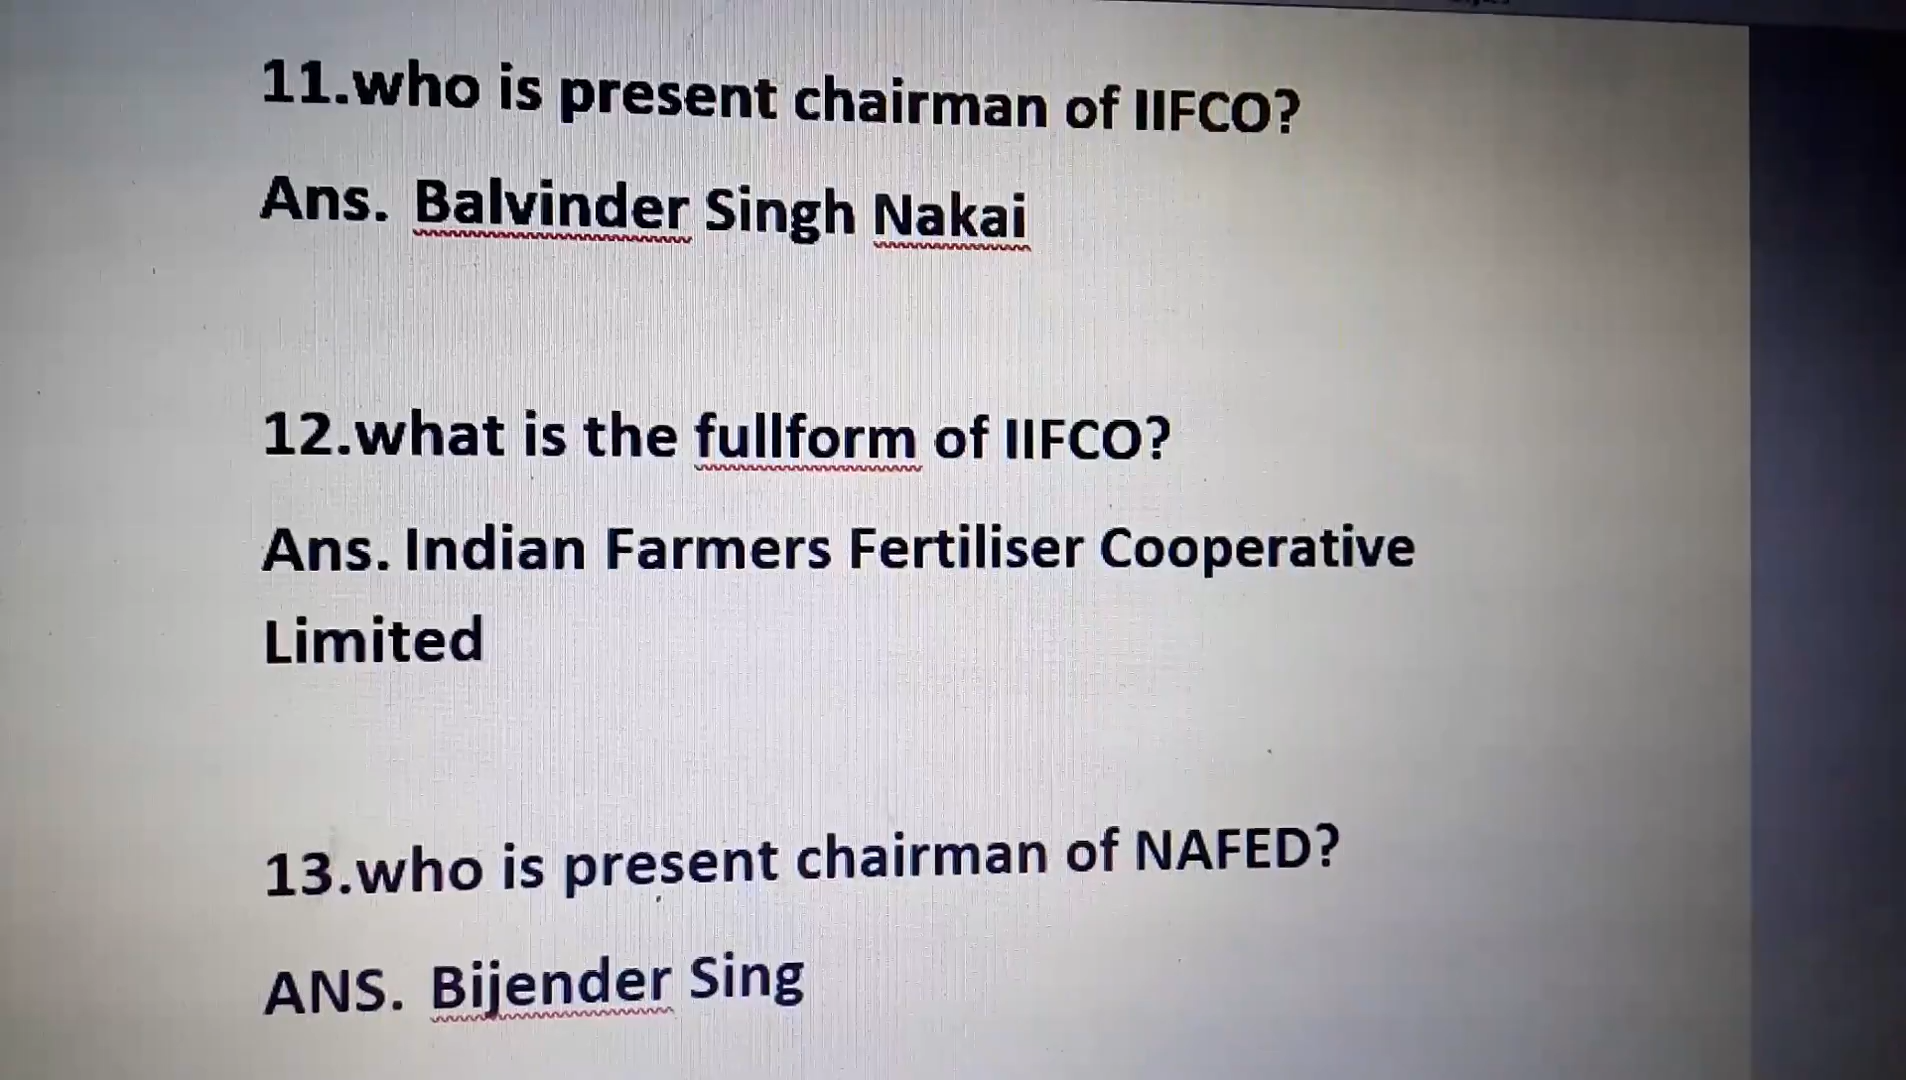 11.who is present chairman of IIFCO?
Ans. Balvinder Singh Nakai
12.what is the fullform of IIFCO?
Ans. Indian Farmers Fertiliser Cooperative
Limited
13.who is present chairman of NAFED?
ANS. Bijender Sing